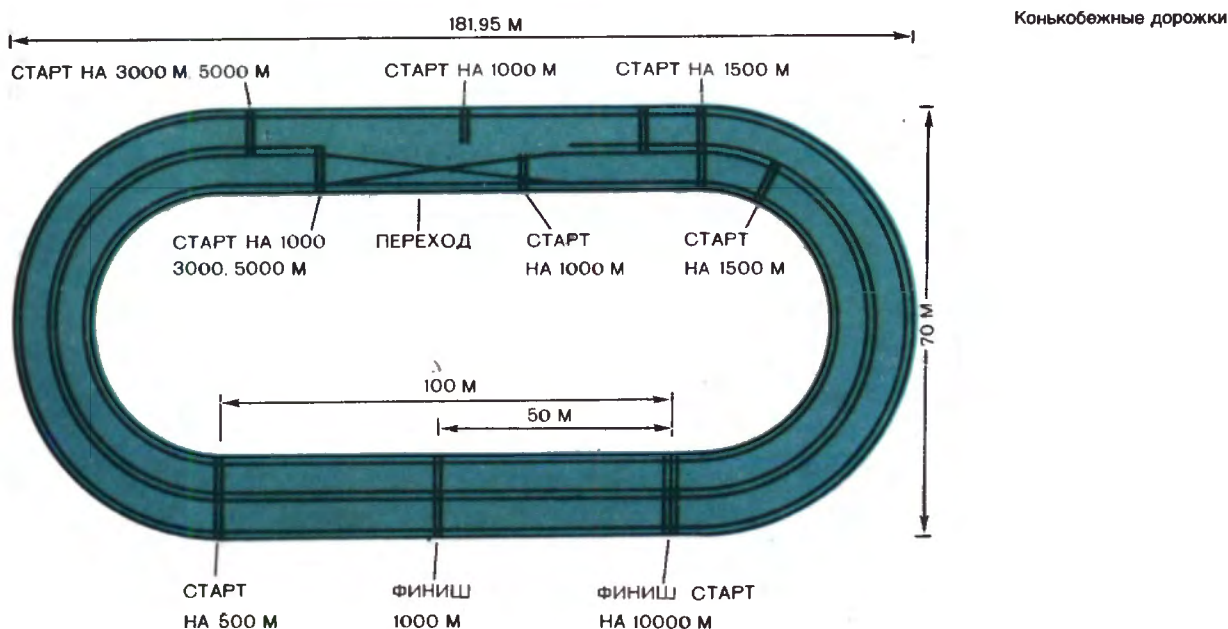 181,95 М
Конькобежные дорожки
СТАРТ НА 3000 М, 5000 М
СТАРТ НА 1000 М
СТАРТ НА 1500 М
СТАРТ НА 1000
3000, 5000 М
ПЕРЕХОД
СТАРТ
НА 1000 М
СТАРТ
НА 1500 М
70 М
100 М
50 М
СТАРТ
НА 500 М
ФИНИШ
1000 М
ФИНИШ СТАРТ
НА 10000 М